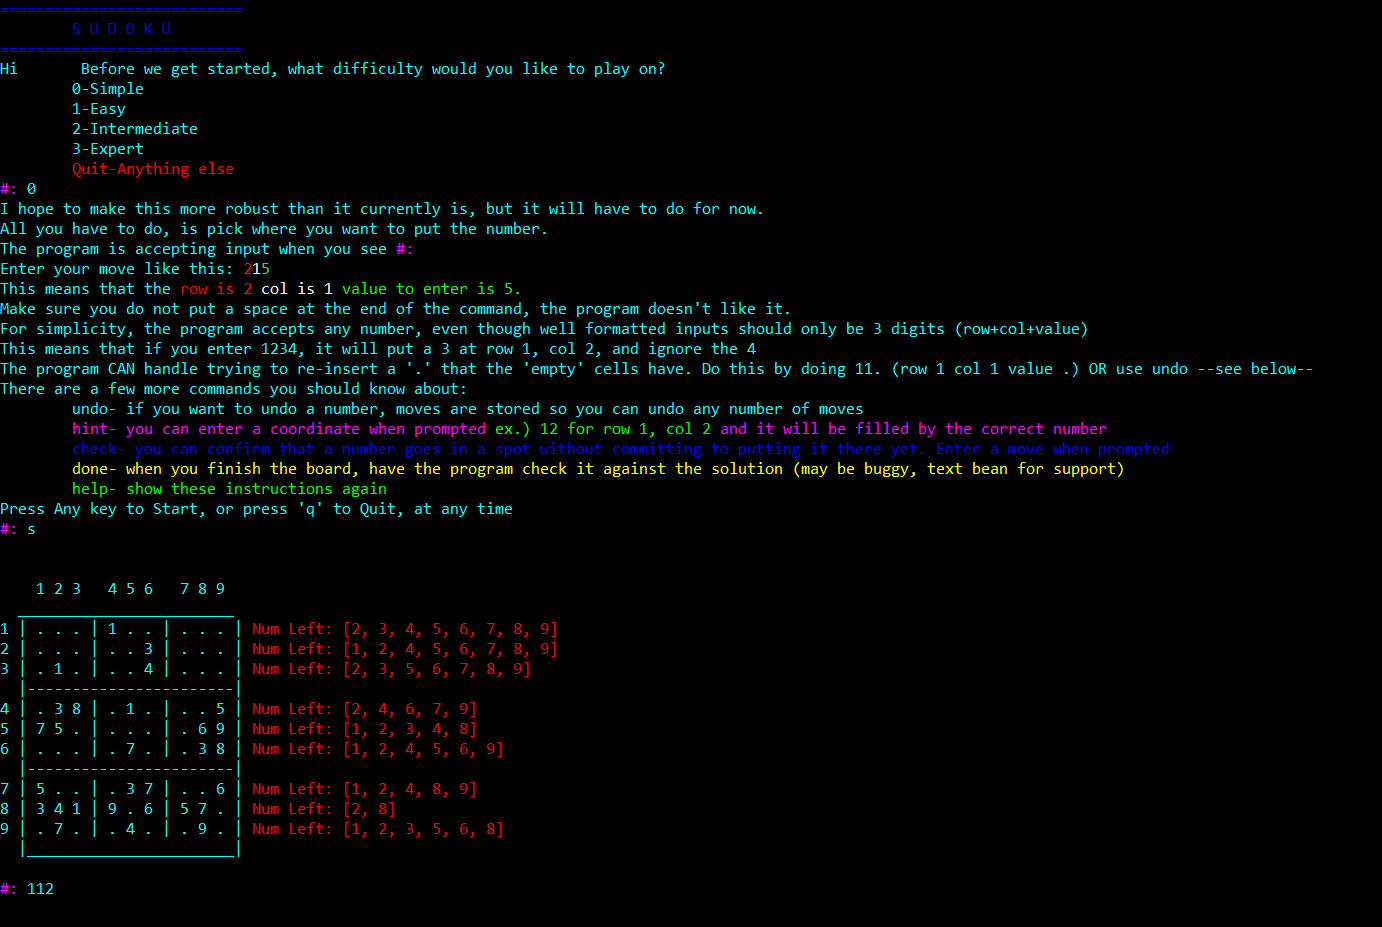 ===========================
S U D O K U
===========================
Hi       Before we get started, what difficulty would you like to play on?
        0-Simple
        1-Easy
        2-Intermediate
        3-Expert
        Quit-Anything else
#: 0
I hope to make this more robust than it currently is, but it will have to do for now.
All you have to do, is pick where you want to put the number.
The program is accepting input when you see #:
Enter your move like this: 215
This means that the row is 2 col is 1 value to enter is 5.
Make sure you do not put a space at the end of the command, the program doesn't like it.
For simplicity, the program accepts any number, even though well formatted inputs should only be 3 digits (row+col+value)
This means that if you enter 1234, it will put a 3 at row 1, col 2, and ignore the 4
The program CAN handle trying to re-insert a '.' that the 'empty' cells have. Do this by doing 11. (row 1 col 1 value .) OR use undo --see below--
There are a few more commands you should know about:
        undo- if you want to undo a number, moves are stored so you can undo any number of moves
        hint- you can enter a coordinate when prompted ex.) 12 for row 1, col 2 and it will be filled by the correct number
        check- you can confirm that a number goes in a spot without committing to putting it there yet. Enter a move when prompted
        done- when you finish the board, have the program check it against the solution (may be buggy, text bean for support)
        help- show these instructions again
Press Any key to Start, or press 'q' to Quit, at any time
#: s
    1 2 3   4 5 6   7 8 9
  ________________________
1 | . . . | 1 . . | . . . | Num Left: [2, 3, 4, 5, 6, 7, 8, 9]
2 | . . . | . . 3 | . . . | Num Left: [1, 2, 4, 5, 6, 7, 8, 9]
3 | . 1 . | . . 4 | . . . | Num Left: [2, 3, 5, 6, 7, 8, 9]
  |-----------------------|
4 | . 3 8 | . 1 . | . . 5 | Num Left: [2, 4, 6, 7, 9]
5 | 7 5 . | . . . | . 6 9 | Num Left: [1, 2, 3, 4, 8]
6 | . . . | . 7 . | . 3 8 | Num Left: [1, 2, 4, 5, 6, 9]
  |-----------------------|
7 | 5 . . | . 3 7 | . . 6 | Num Left: [1, 2, 4, 8, 9]
8 | 3 4 1 | 9 . 6 | 5 7 . | Num Left: [2, 8]
9 | . 7 . | . 4 . | . 9 . | Num Left: [1, 2, 3, 5, 6, 8]
  |_______________________|
#: 112